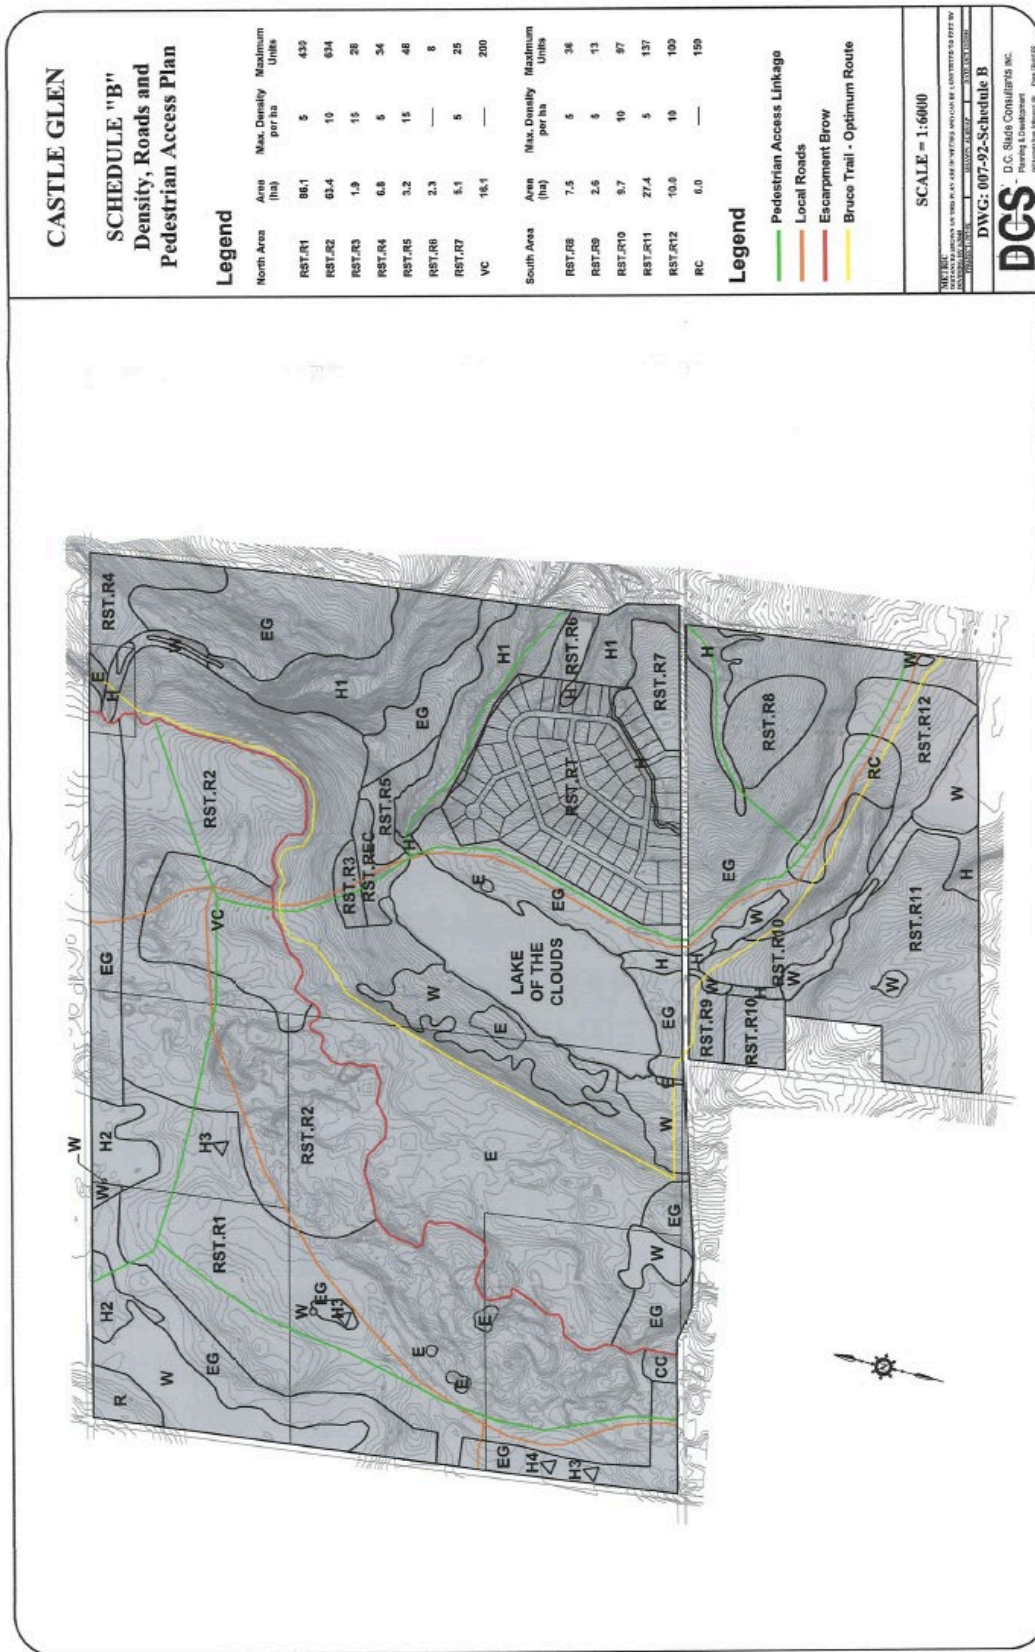 CASTLE GLEN
SCHEDULE "B"
Density, Roads and
Pedestrian Access Plan
Legend
North Area Area (ha) Max. Density per ha Maximum Units
RST.R1 86.1 5 430
RST.R2 63.4 10 634
RST.R3 1.9 15 28
RST.R4 6.8 5 34
RST.R5 3.2 15 48
RST.R6 2.3 — 8
RST.R7 5.1 5 25
VC 16.1 — 200
South Area Area (ha) Max. Density per ha Maximum Units
RST.R8 7.5 5 36
RST.R9 2.6 5 13
RST.R10 9.7 10 97
RST.R11 27.4 5 137
RST.R12 10.0 10 100
RC 6.0 — 150
Legend
Pedestrian Access Linkage
Local Roads
Escarpment Brow
Bruce Trail - Optimum Route
SCALE = 1:6000
METRIC
DWG: 007-92-Schedule B
DCS
D.C. Slade Consultants INC.
Planning & Development
R
H2
W
H2
W
W
EG
EG
RST.R1
H3
VC
RST.R2
E
H
RST.R4
W
EG
H1
W
EG
H3
RST.R2
E
E
E
EG
H4
H3
CC
EG
W
EG
E
RST.R3
RST.REC
RST.R5
H
EG
H1
RST.R6
H
H1
RST.R7
RST.RT
H
E
EG
W
E
LAKE
OF THE
CLOUDS
H
EG
E
W
H
RST.R8
W
RST.R12
RC
EG
W
W
H
H
W
RST.R9
RST.R10
H
RST.R10
W
RST.R11
W